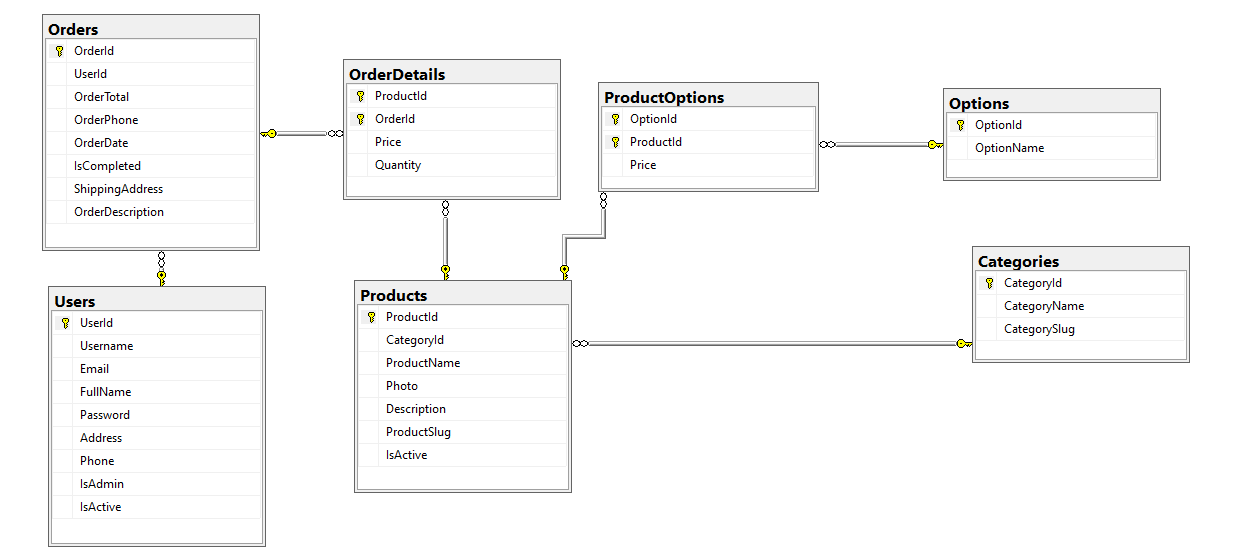 Orders
OrderId
UserId
OrderTotal
OrderPhone
OrderDate
IsCompleted
ShippingAddress
OrderDescription
OrderDetails
ProductId
OrderId
Price
Quantity
ProductOptions
OptionId
ProductId
Price
Options
OptionId
OptionName
Users
UserId
Username
Email
FullName
Password
Address
Phone
IsAdmin
IsActive
Products
ProductId
CategoryId
ProductName
Photo
Description
ProductSlug
IsActive
Categories
CategoryId
CategoryName
CategorySlug